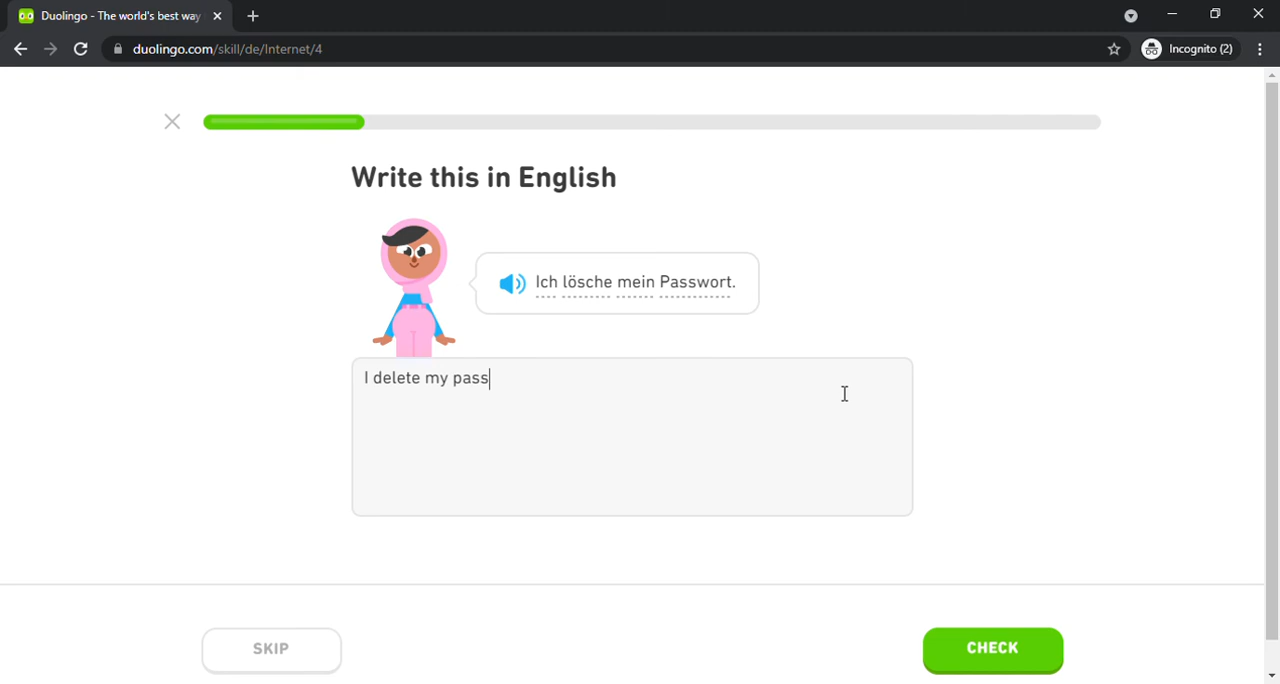 Duolingo - The world's best way
duolingo.com/skill/de/Internet/4
Incognito (2)
Write this in English
Ich lösche mein Passwort.
I delete my pass
SKIP
CHECK